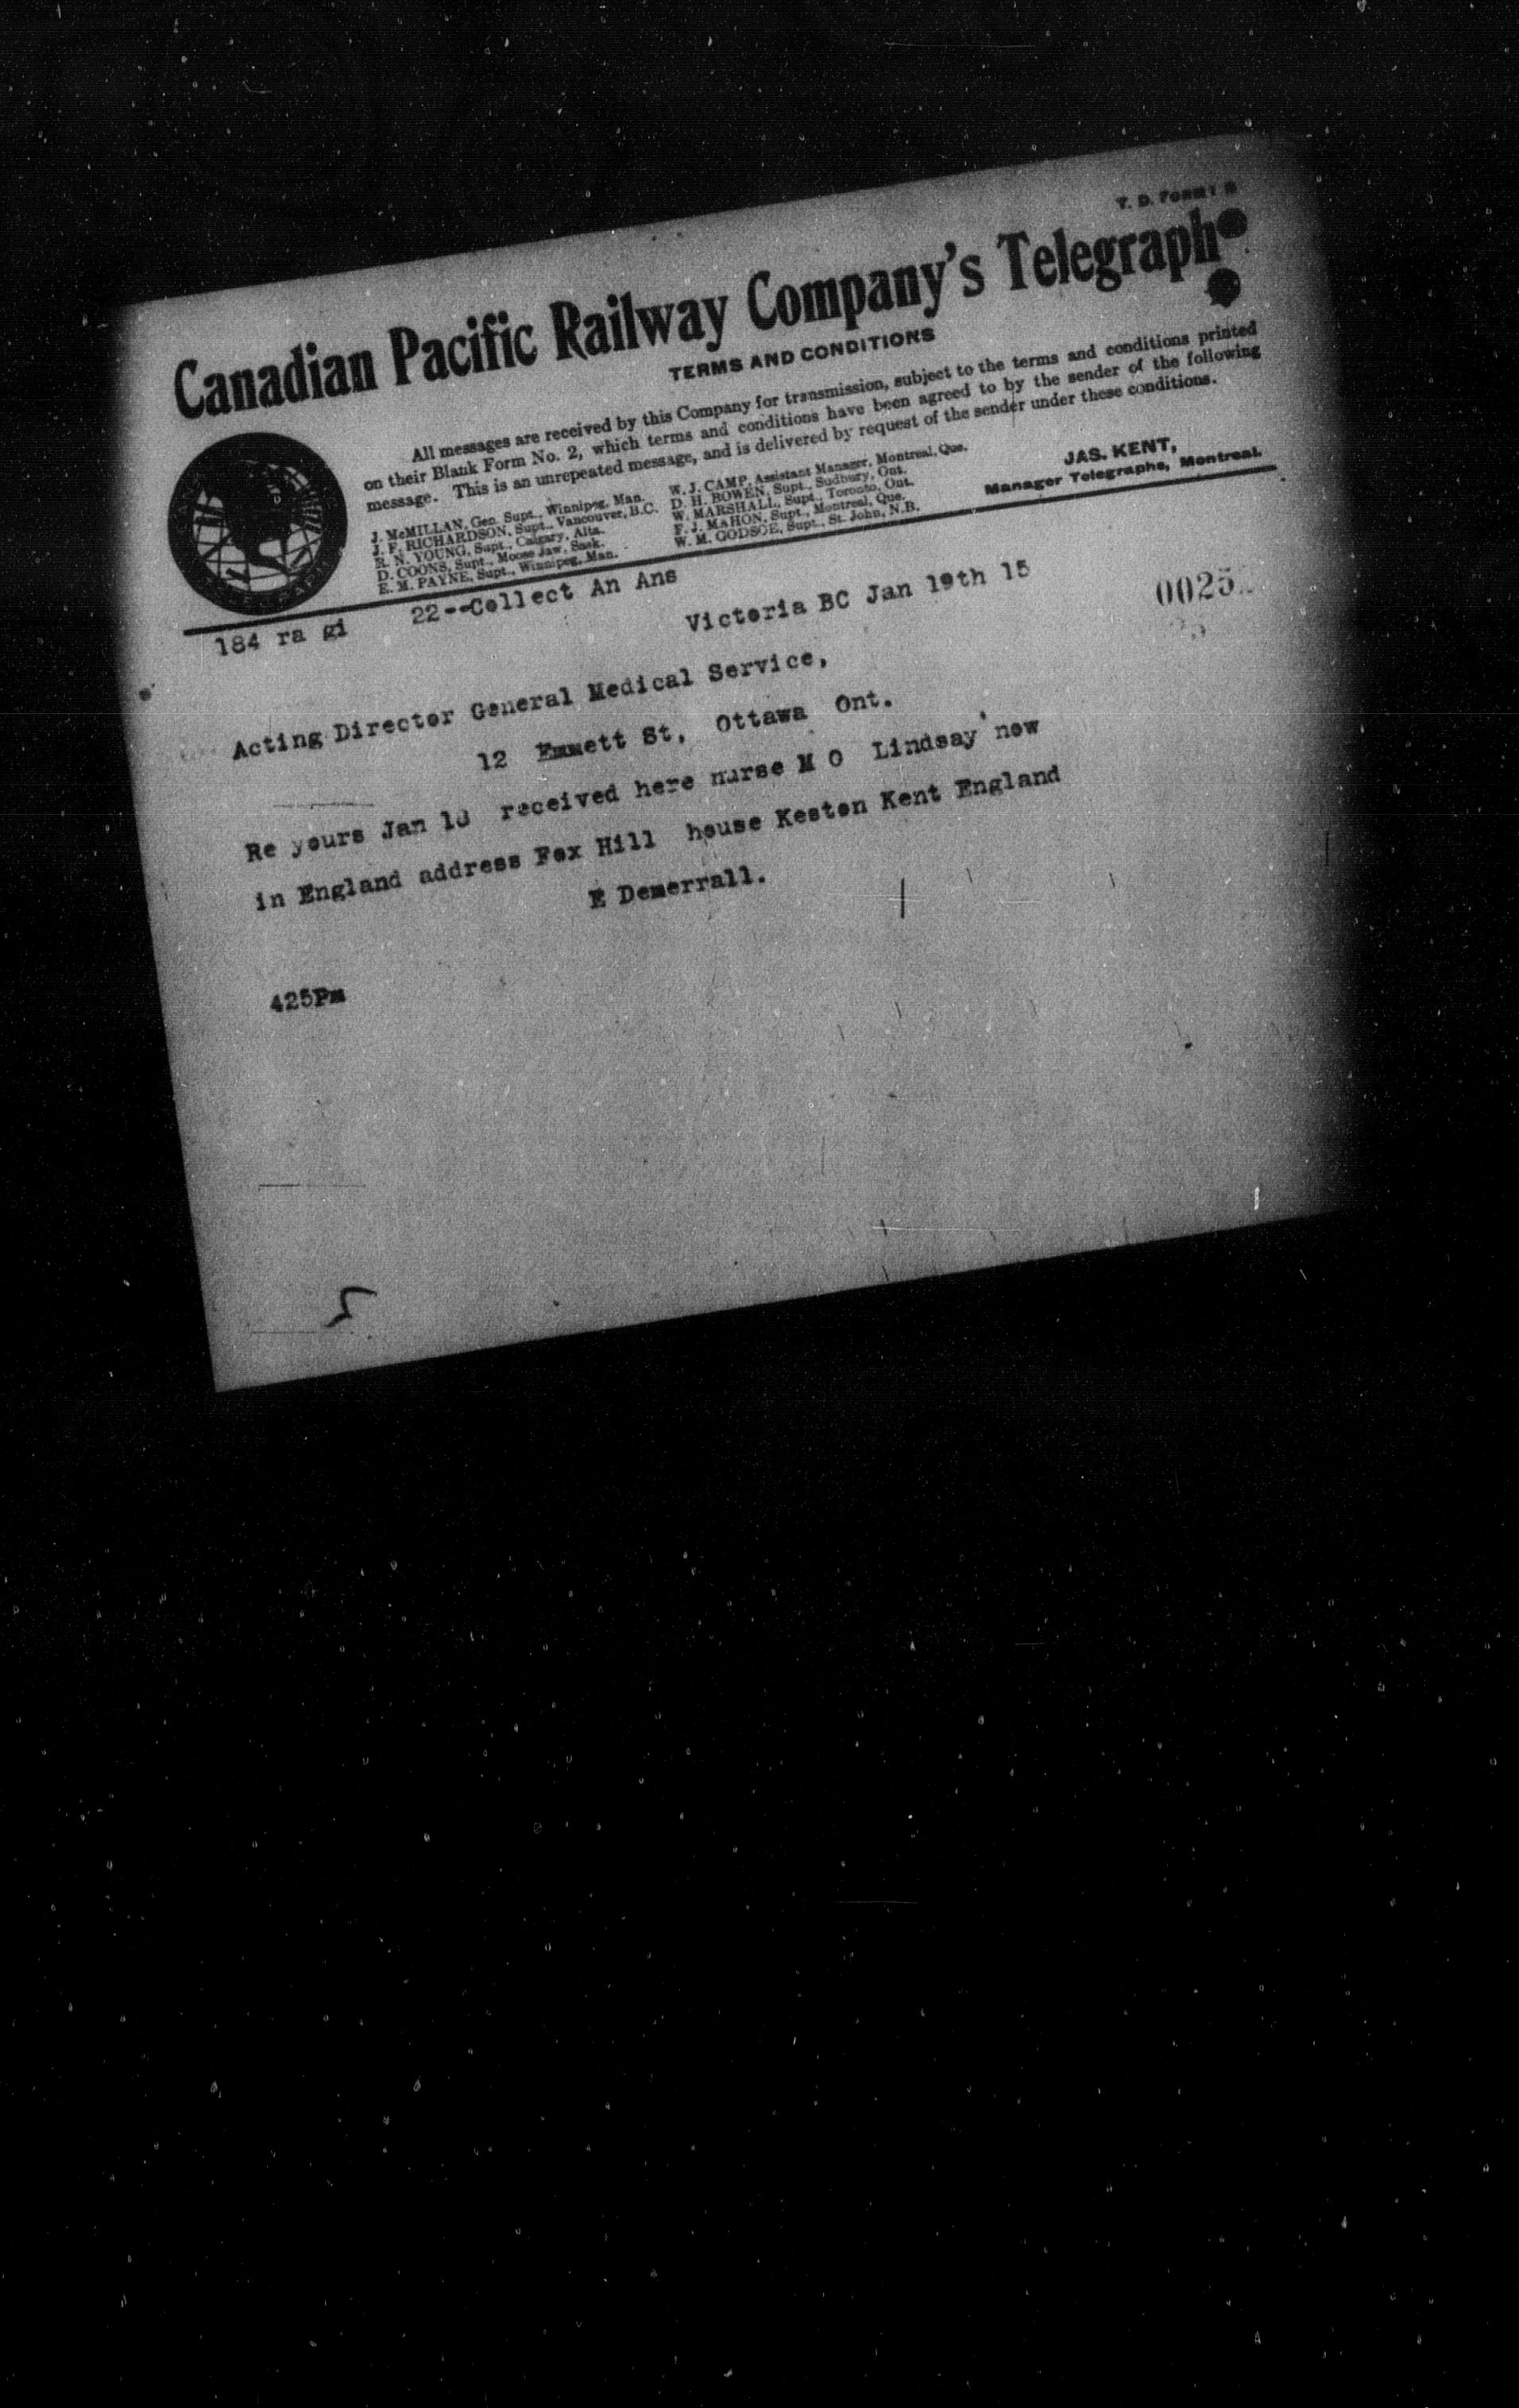 T. D. FORM 1 B
Canadian Pacific Railway Company's Telegraph
TERMS AND CONDITIONS
All messages are received by this Company for transmission, subject to the terms and conditions printed
on their Blank Form No. 2, which terms and conditions have been agreed to by the sender of the following
message. This is an unrepeated message, and is delivered by request of the sender under these conditions.
J. McMILLAN, Gen. Supt., Winnipeg, Man.
J. F. RICHARDSON, Supt., Vancouver, B.C.
R. N. YOUNG, Supt., Calgary, Alta.
D. COONS, Supt., Moose Jaw, Sask.
E. M. PAYNE, Supt., Winnipeg, Man.
W. J. CAMP, Assistant Manager, Montreal, Que.
D. H. BOWEN, Supt., Sudbury, Ont.
W. MARSHALL, Supt., Toronto, Ont.
F. J. MAHON, Supt., Montreal, Que.
W. M. GODSOE, Supt., St. John, N.B.
JAS. KENT,
Manager Telegraphs, Montreal.
184 ra gi 22--Collect An Ans
Victoria BC Jan 19th 15
Acting Director General Medical Service,
12 Emmett St, Ottawa Ont.
Re yours Jan received here nurse M O Lindsay now
in England address Fox Hill house Keston Kent England
E Demerrall.
425Pm